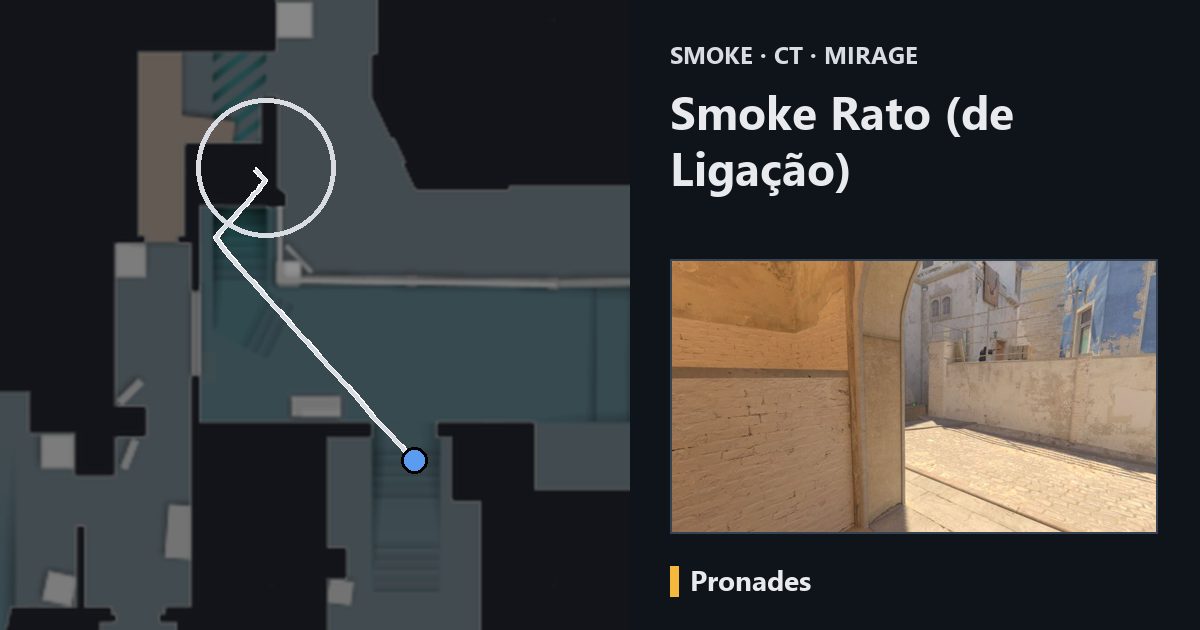 SMOKE · CT · MIRAGE
Smoke Rato (de
Ligação)
Pronades